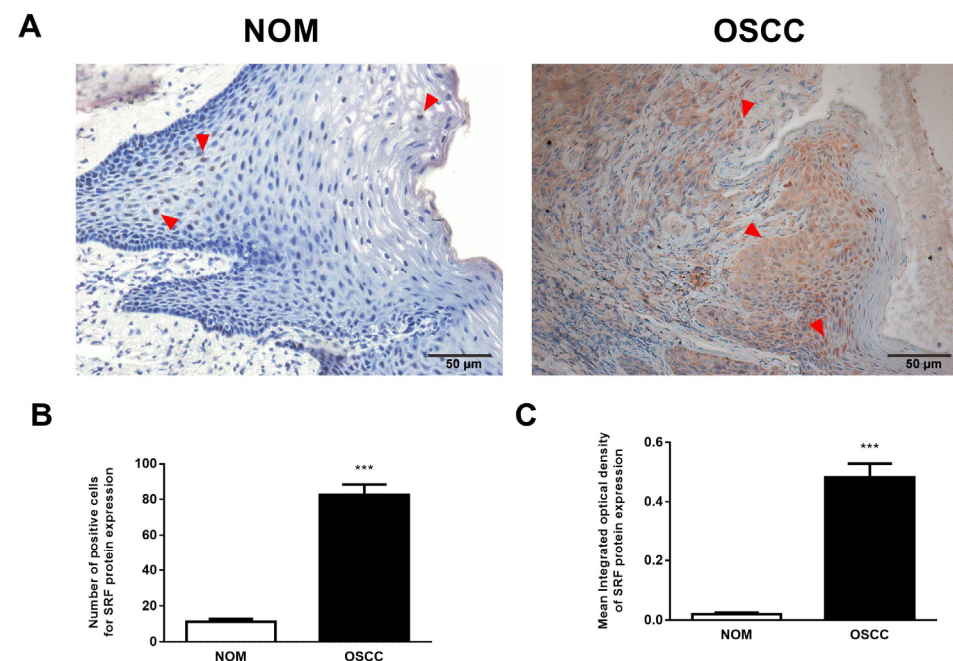 A
NOM
OSCC
50 µm
50 µm
B
Number of positive cells
for SRF protein expression
100
80
60
40
20
0
***
NOM
OSCC
C
Mean Integrated optical density
of SRF protein expression
0.6
0.4
0.2
0.0
***
NOM
OSCC